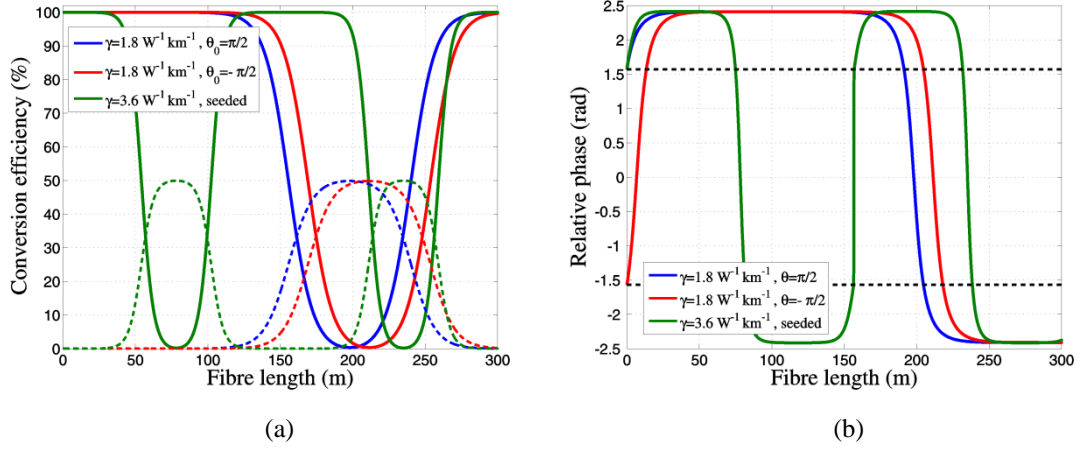 100
90
80
70
60
50
40
30
20
10
0
Conversion efficiency (%)
γ=1.8 W⁻¹ km⁻¹ , θ₀=π/2
γ=1.8 W⁻¹ km⁻¹ , θ₀=- π/2
γ=3.6 W⁻¹ km⁻¹ , seeded
0 50 100 150 200 250 300
Fibre length (m)
(a)
2.5
2
1.5
1
0.5
0
-0.5
-1
-1.5
-2
-2.5
Relative phase (rad)
γ=1.8 W⁻¹ km⁻¹ , θ=π/2
γ=1.8 W⁻¹ km⁻¹ , θ=- π/2
γ=3.6 W⁻¹ km⁻¹ , seeded
0 50 100 150 200 250 300
Fibre length (m)
(b)